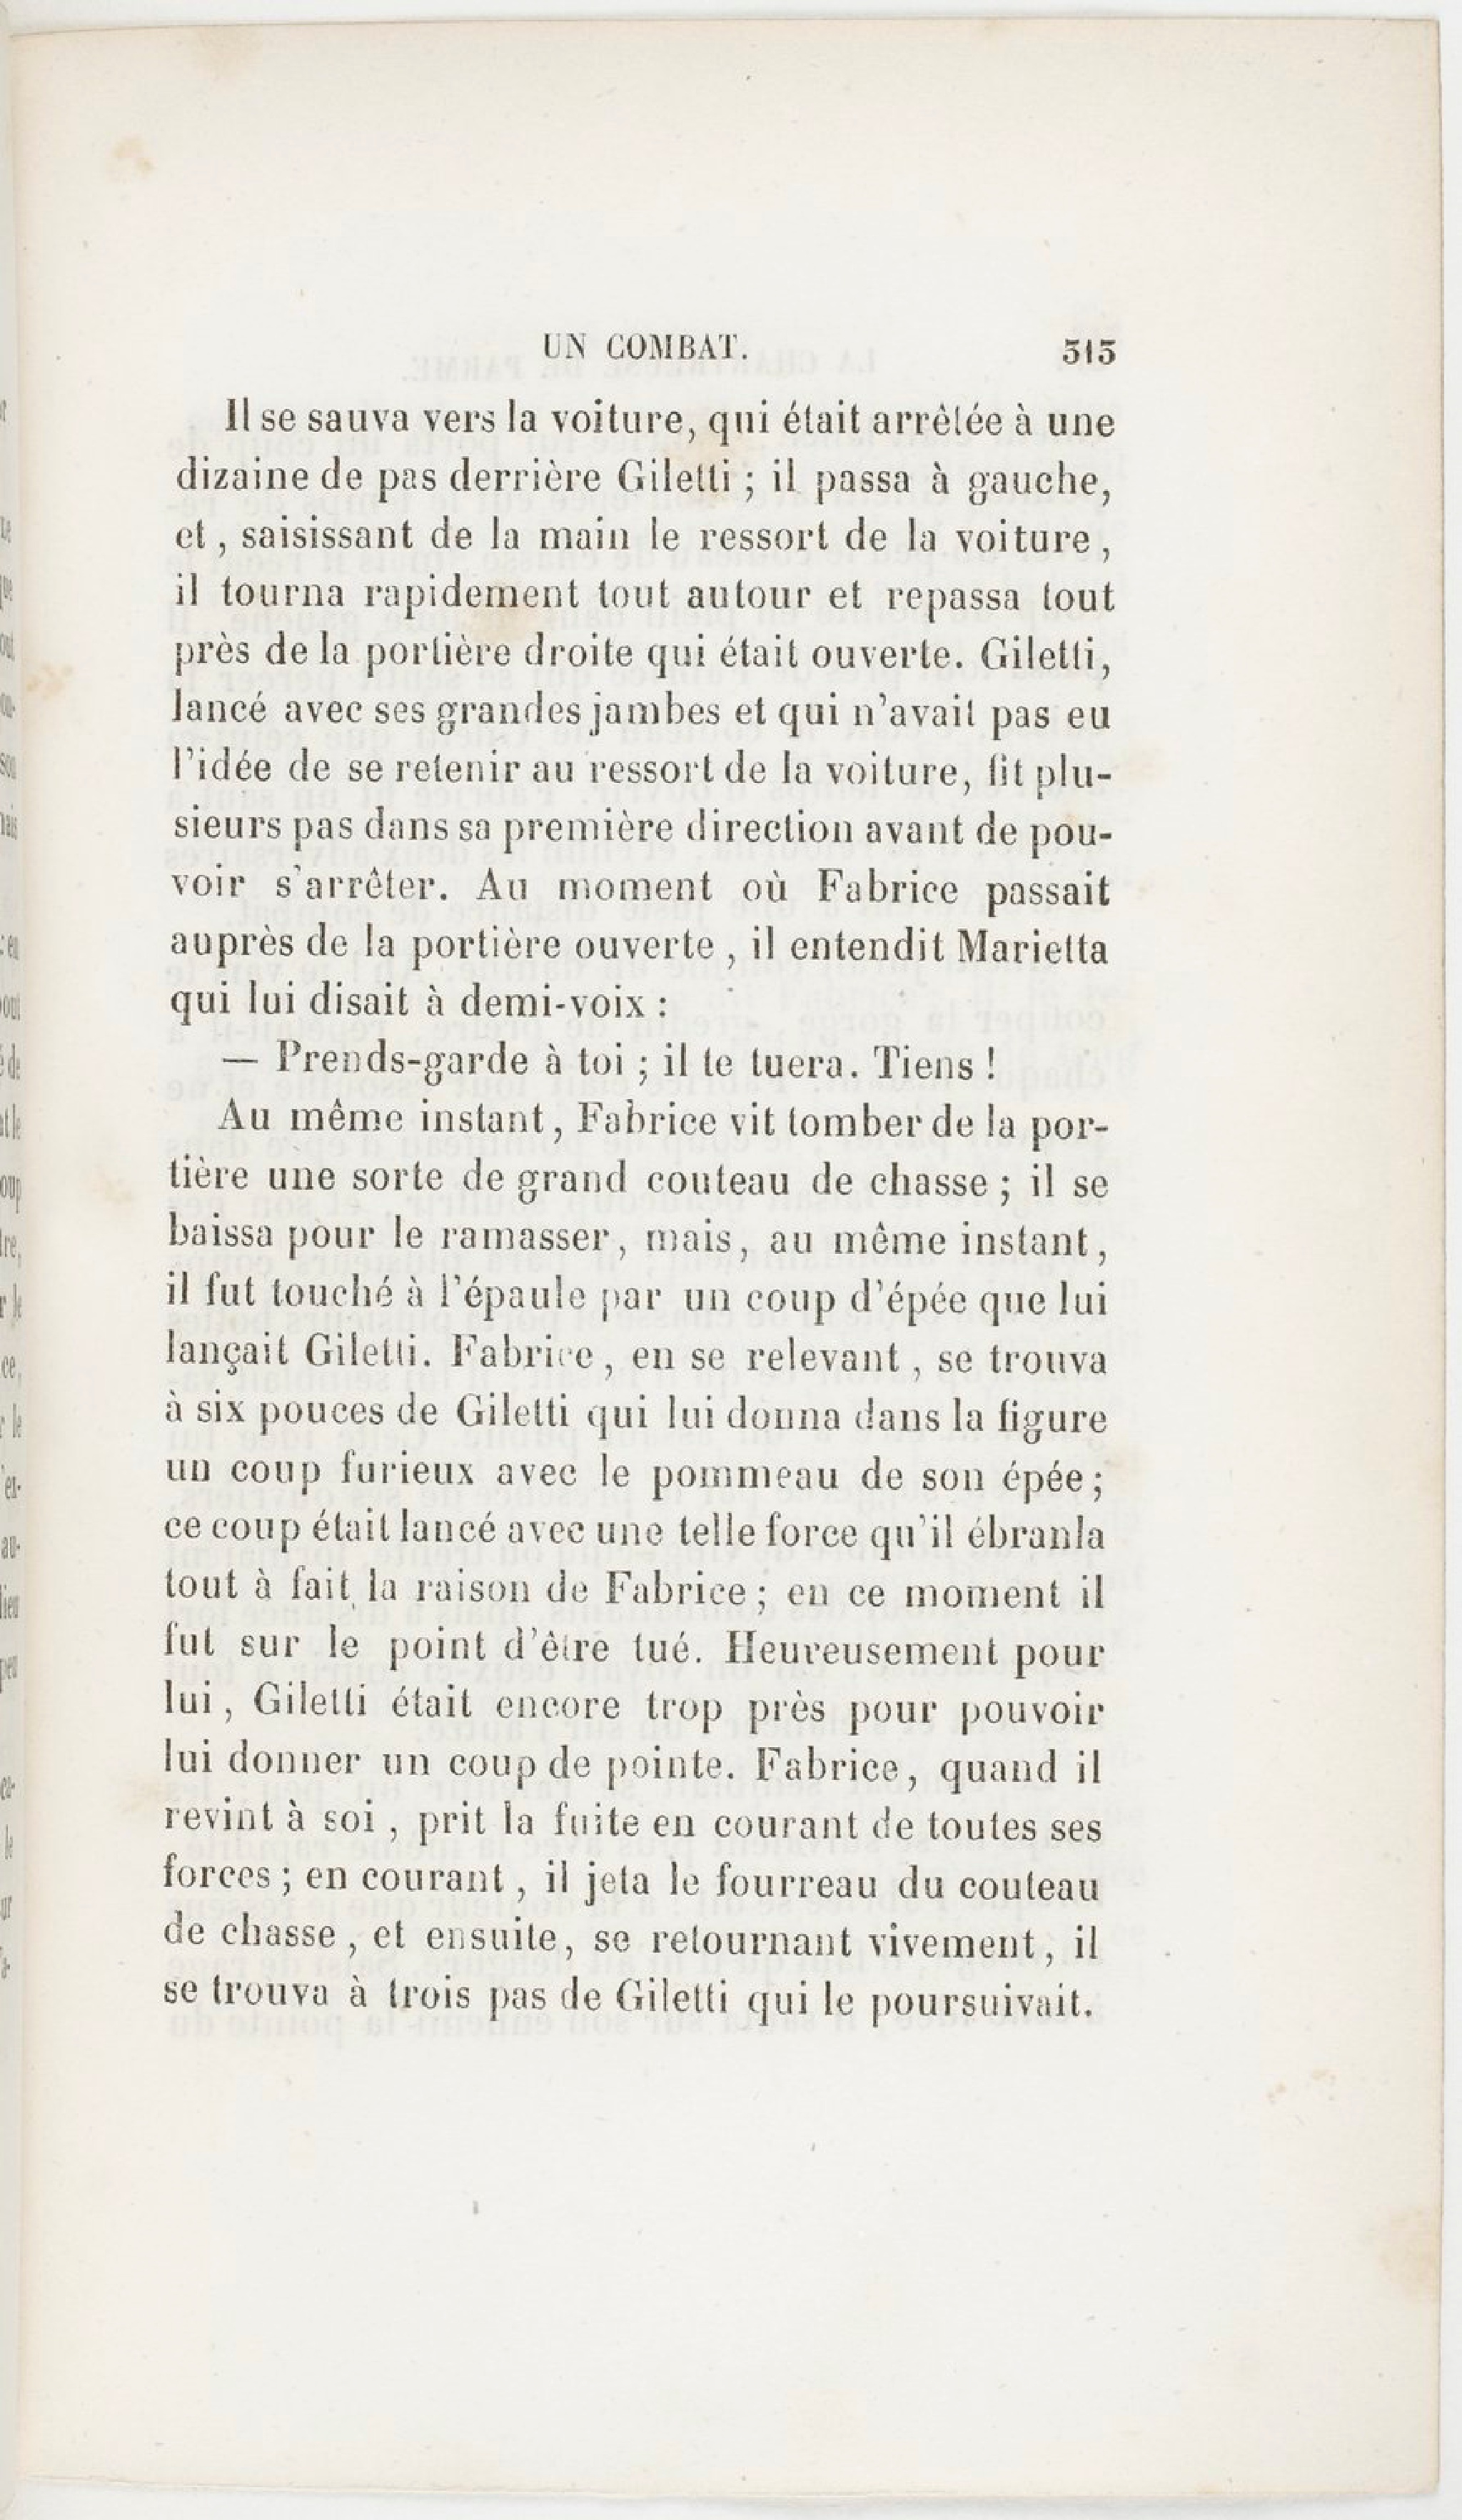 UN COMBAT. 313
Il se sauva vers la voiture, qui était arrêtée à une
dizaine de pas derrière Giletti ; il passa à gauche,
et , saisissant de la main le ressort de la voiture ,
il tourna rapidement tout autour et repassa tout
près de la portière droite qui était ouverte. Giletti,
lancé avec ses grandes jambes et qui n'avait pas eu
l'idée de se retenir au ressort de la voiture, fit plu-
sieurs pas dans sa première direction avant de pou-
voir s'arrêter. Au moment où Fabrice passait
auprès de la portière ouverte , il entendit Marietta
qui lui disait à demi-voix :
— Prends-garde à toi ; il te tuera. Tiens !
Au même instant , Fabrice vit tomber de la por-
tière une sorte de grand couteau de chasse ; il se
baissa pour le ramasser, mais, au même instant ,
il fut touché à l'épaule par un coup d'épée que lui
lançait Giletti. Fabrice , en se relevant , se trouva
à six pouces de Giletti qui lui donna dans la figure
un coup furieux avec le pommeau de son épée ;
ce coup était lancé avec une telle force qu'il ébranla
tout à fait la raison de Fabrice ; en ce moment il
fut sur le point d'être tué. Heureusement pour
lui , Giletti était encore trop près pour pouvoir
lui donner un coup de pointe. Fabrice, quand il
revint à soi , prit la fuite en courant de toutes ses
forces ; en courant , il jeta le fourreau du couteau
de chasse , et ensuite, se retournant vivement, il
se trouva à trois pas de Giletti qui le poursuivait.